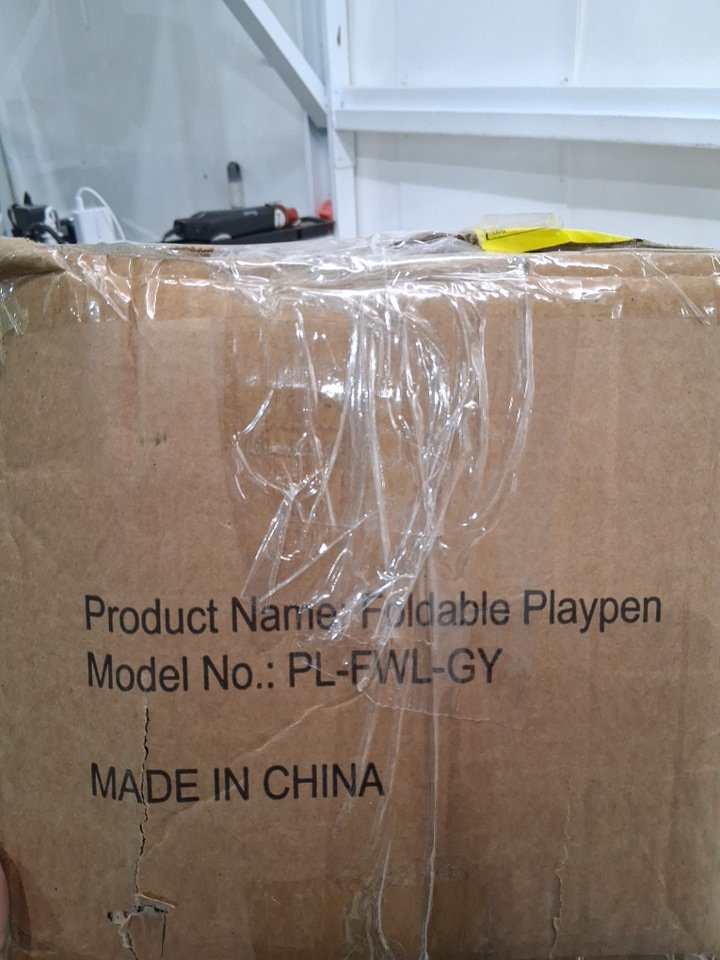 Product Name: Foldable Playpen
Model No.: PL-FWL-GY
MADE IN CHINA